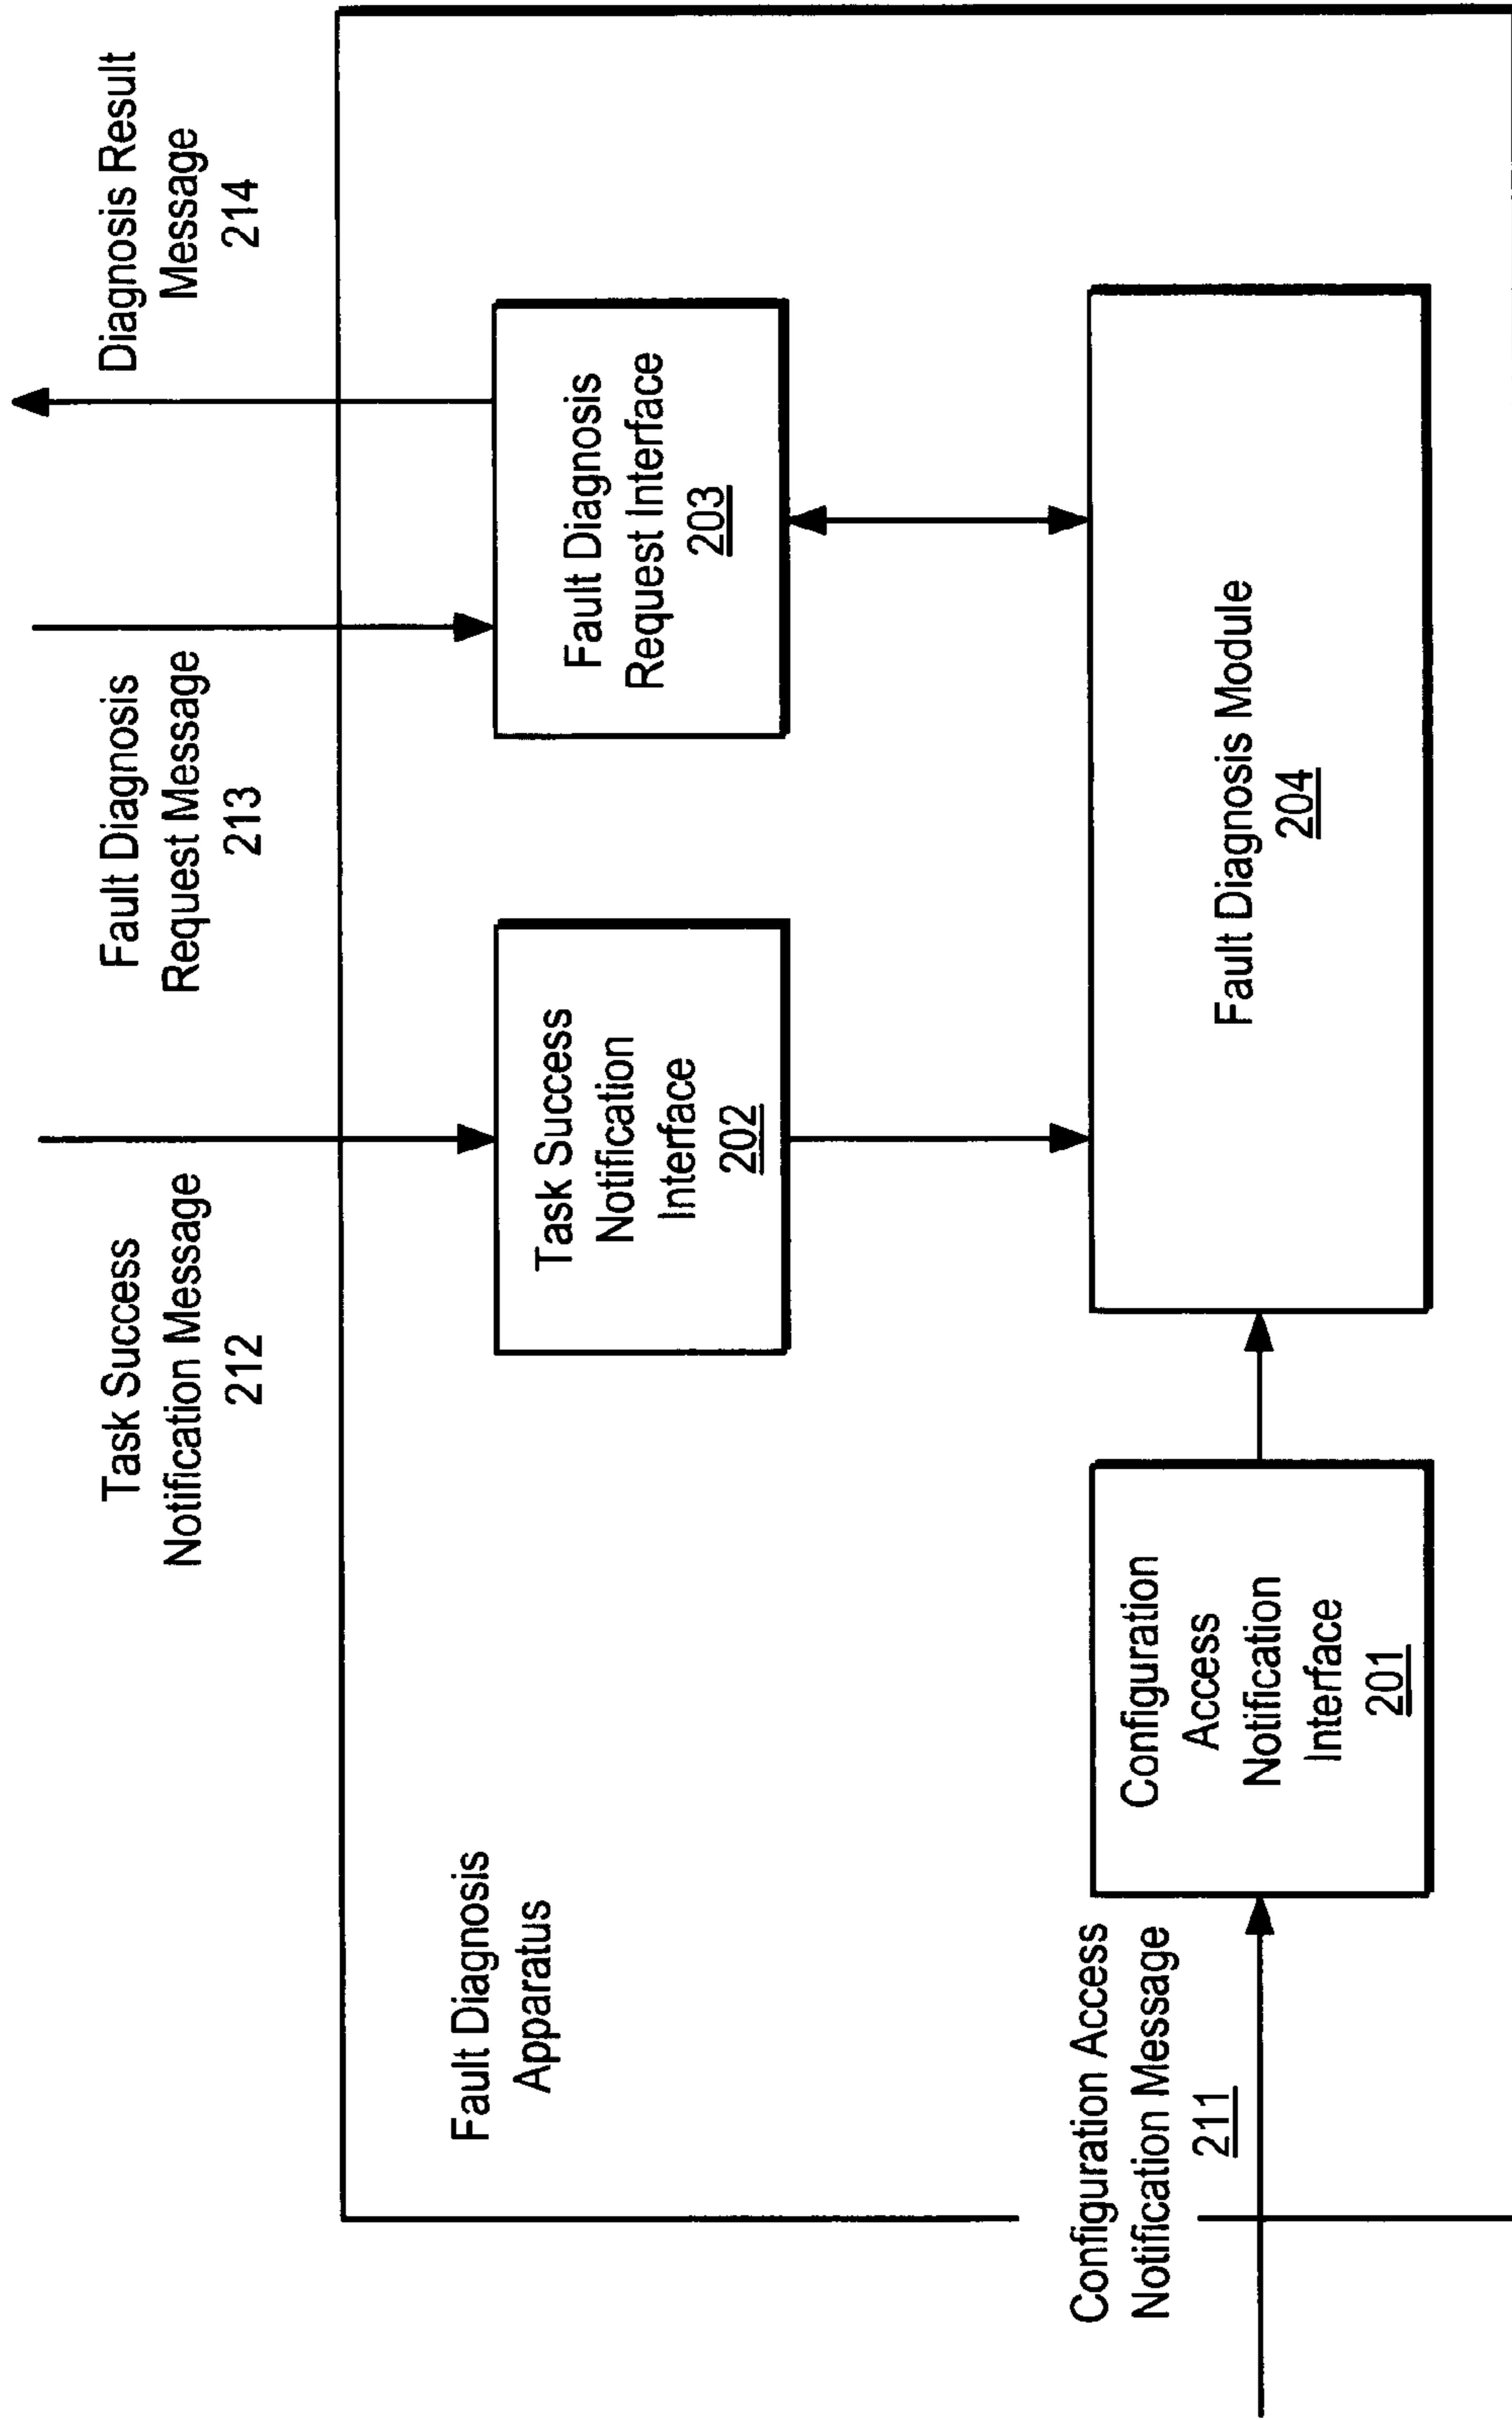 Task Success
Notification Message
212
Fault Diagnosis
Request Message
213
Diagnosis Result
Message
214
Fault Diagnosis
Apparatus
Task Success
Notification
Interface
202
Fault Diagnosis
Request Interface
203
Configuration Access
Notification Message
211
Configuration
Access
Notification
Interface
201
Fault Diagnosis Module
204